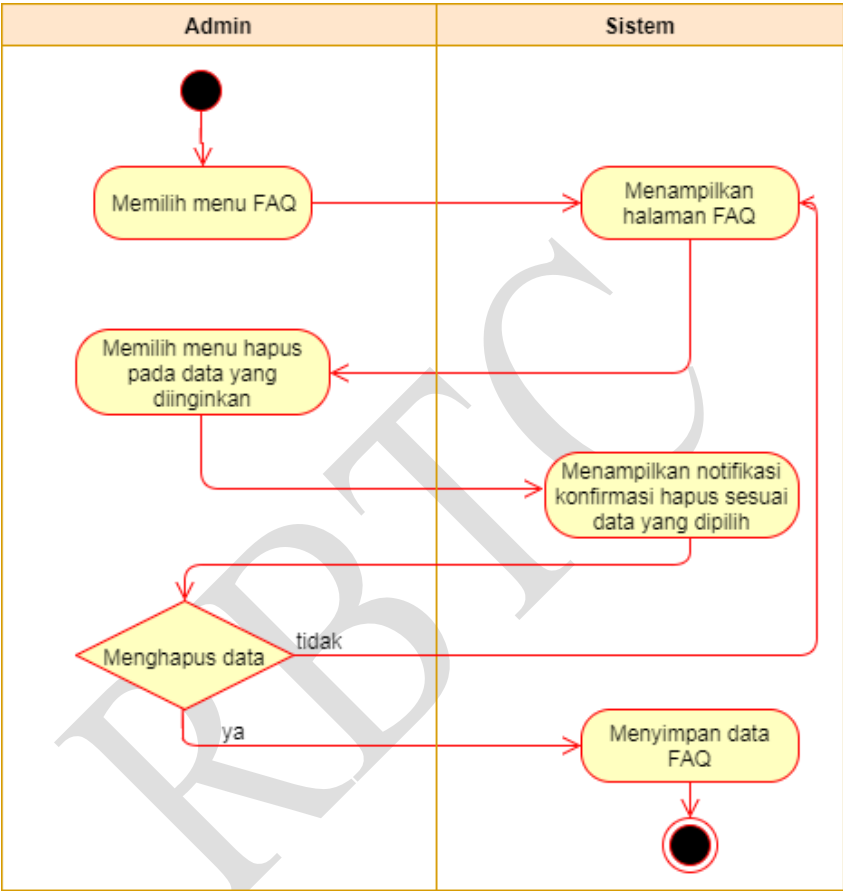 Admin
Sistem
Memilih menu FAQ
Menampilkan
halaman FAQ
Memilih menu hapus
pada data yang
diinginkan
Menampilkan notifikasi
konfirmasi hapus sesuai
data yang dipilih
Menghapus data
tidak
ya
Menyimpan data
FAQ
RBTC